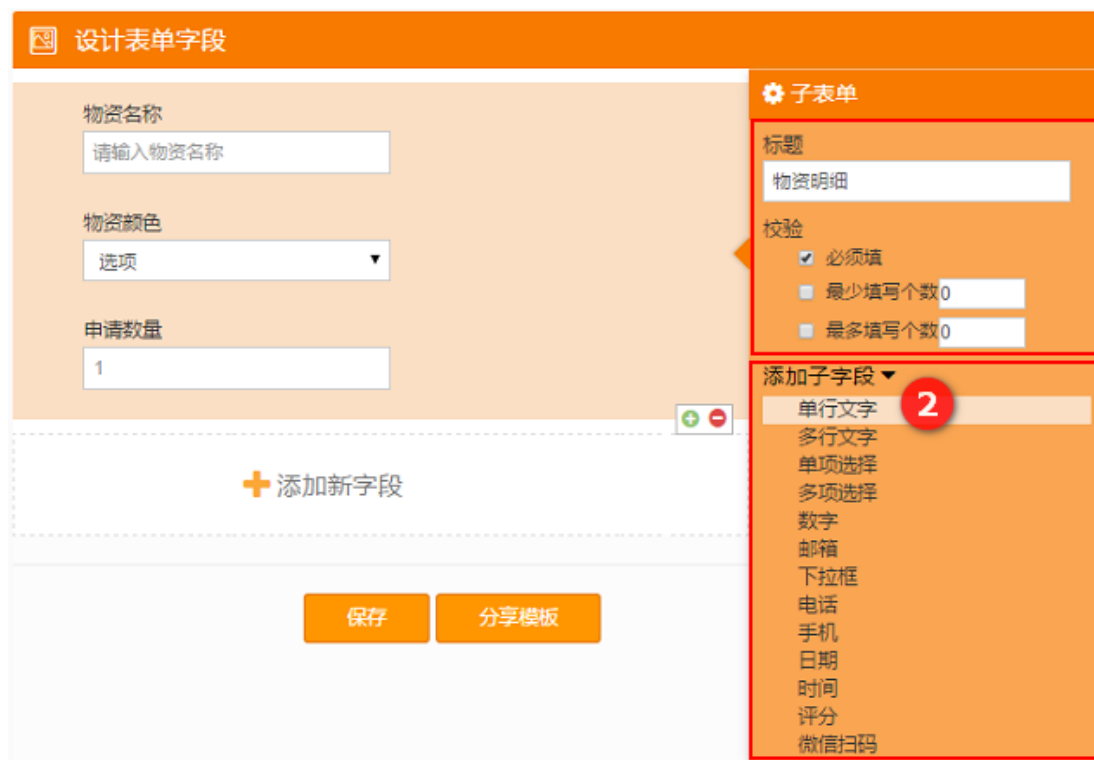 设计表单字段
物资名称
请输入物资名称
物资颜色
选项
申请数量
1
添加新字段
保存
分享模板
子表单
标题
物资明细
校验
必须填
最少填写个数 0
最多填写个数 0
添加子字段
2
单行文字
多行文字
单项选择
多项选择
数字
邮箱
下拉框
电话
手机
日期
时间
评分
微信扫码